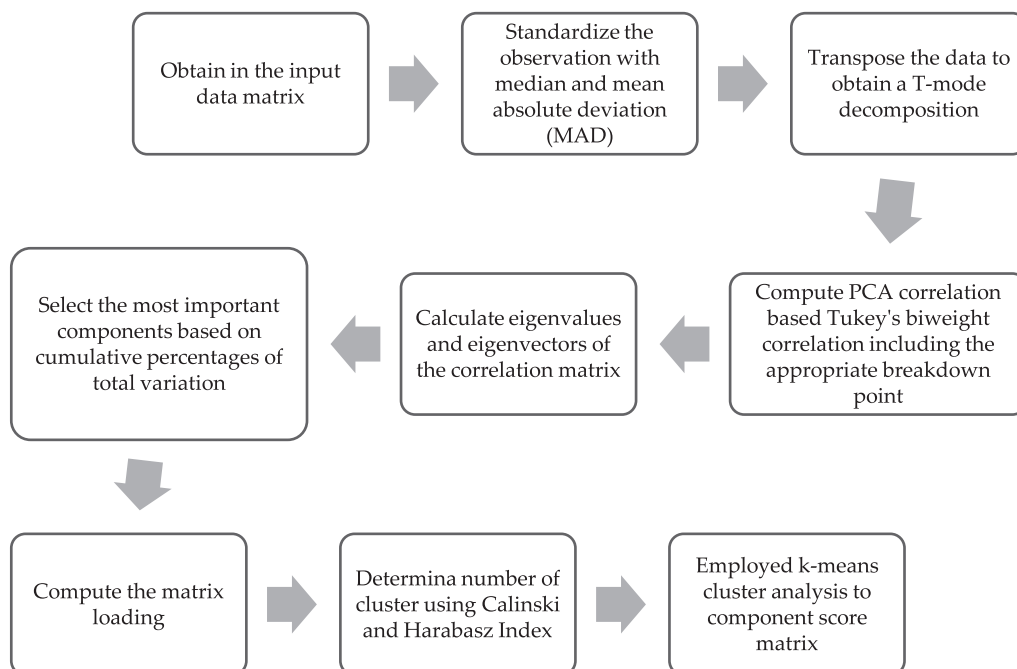 Obtain in the input
data matrix
Standardize the
observation with
median and mean
absolute deviation
(MAD)
Transpose the data to
obtain a T-mode
decomposition
Compute PCA correlation
based Tukey's biweight
correlation including the
appropriate breakdown
point
Calculate eigenvalues
and eigenvectors of
the correlation matrix
Select the most important
components based on
cumulative percentages of
total variation
Compute the matrix
loading
Determina number of
cluster using Calinski
and Harabasz Index
Employed k-means
cluster analysis to
component score
matrix